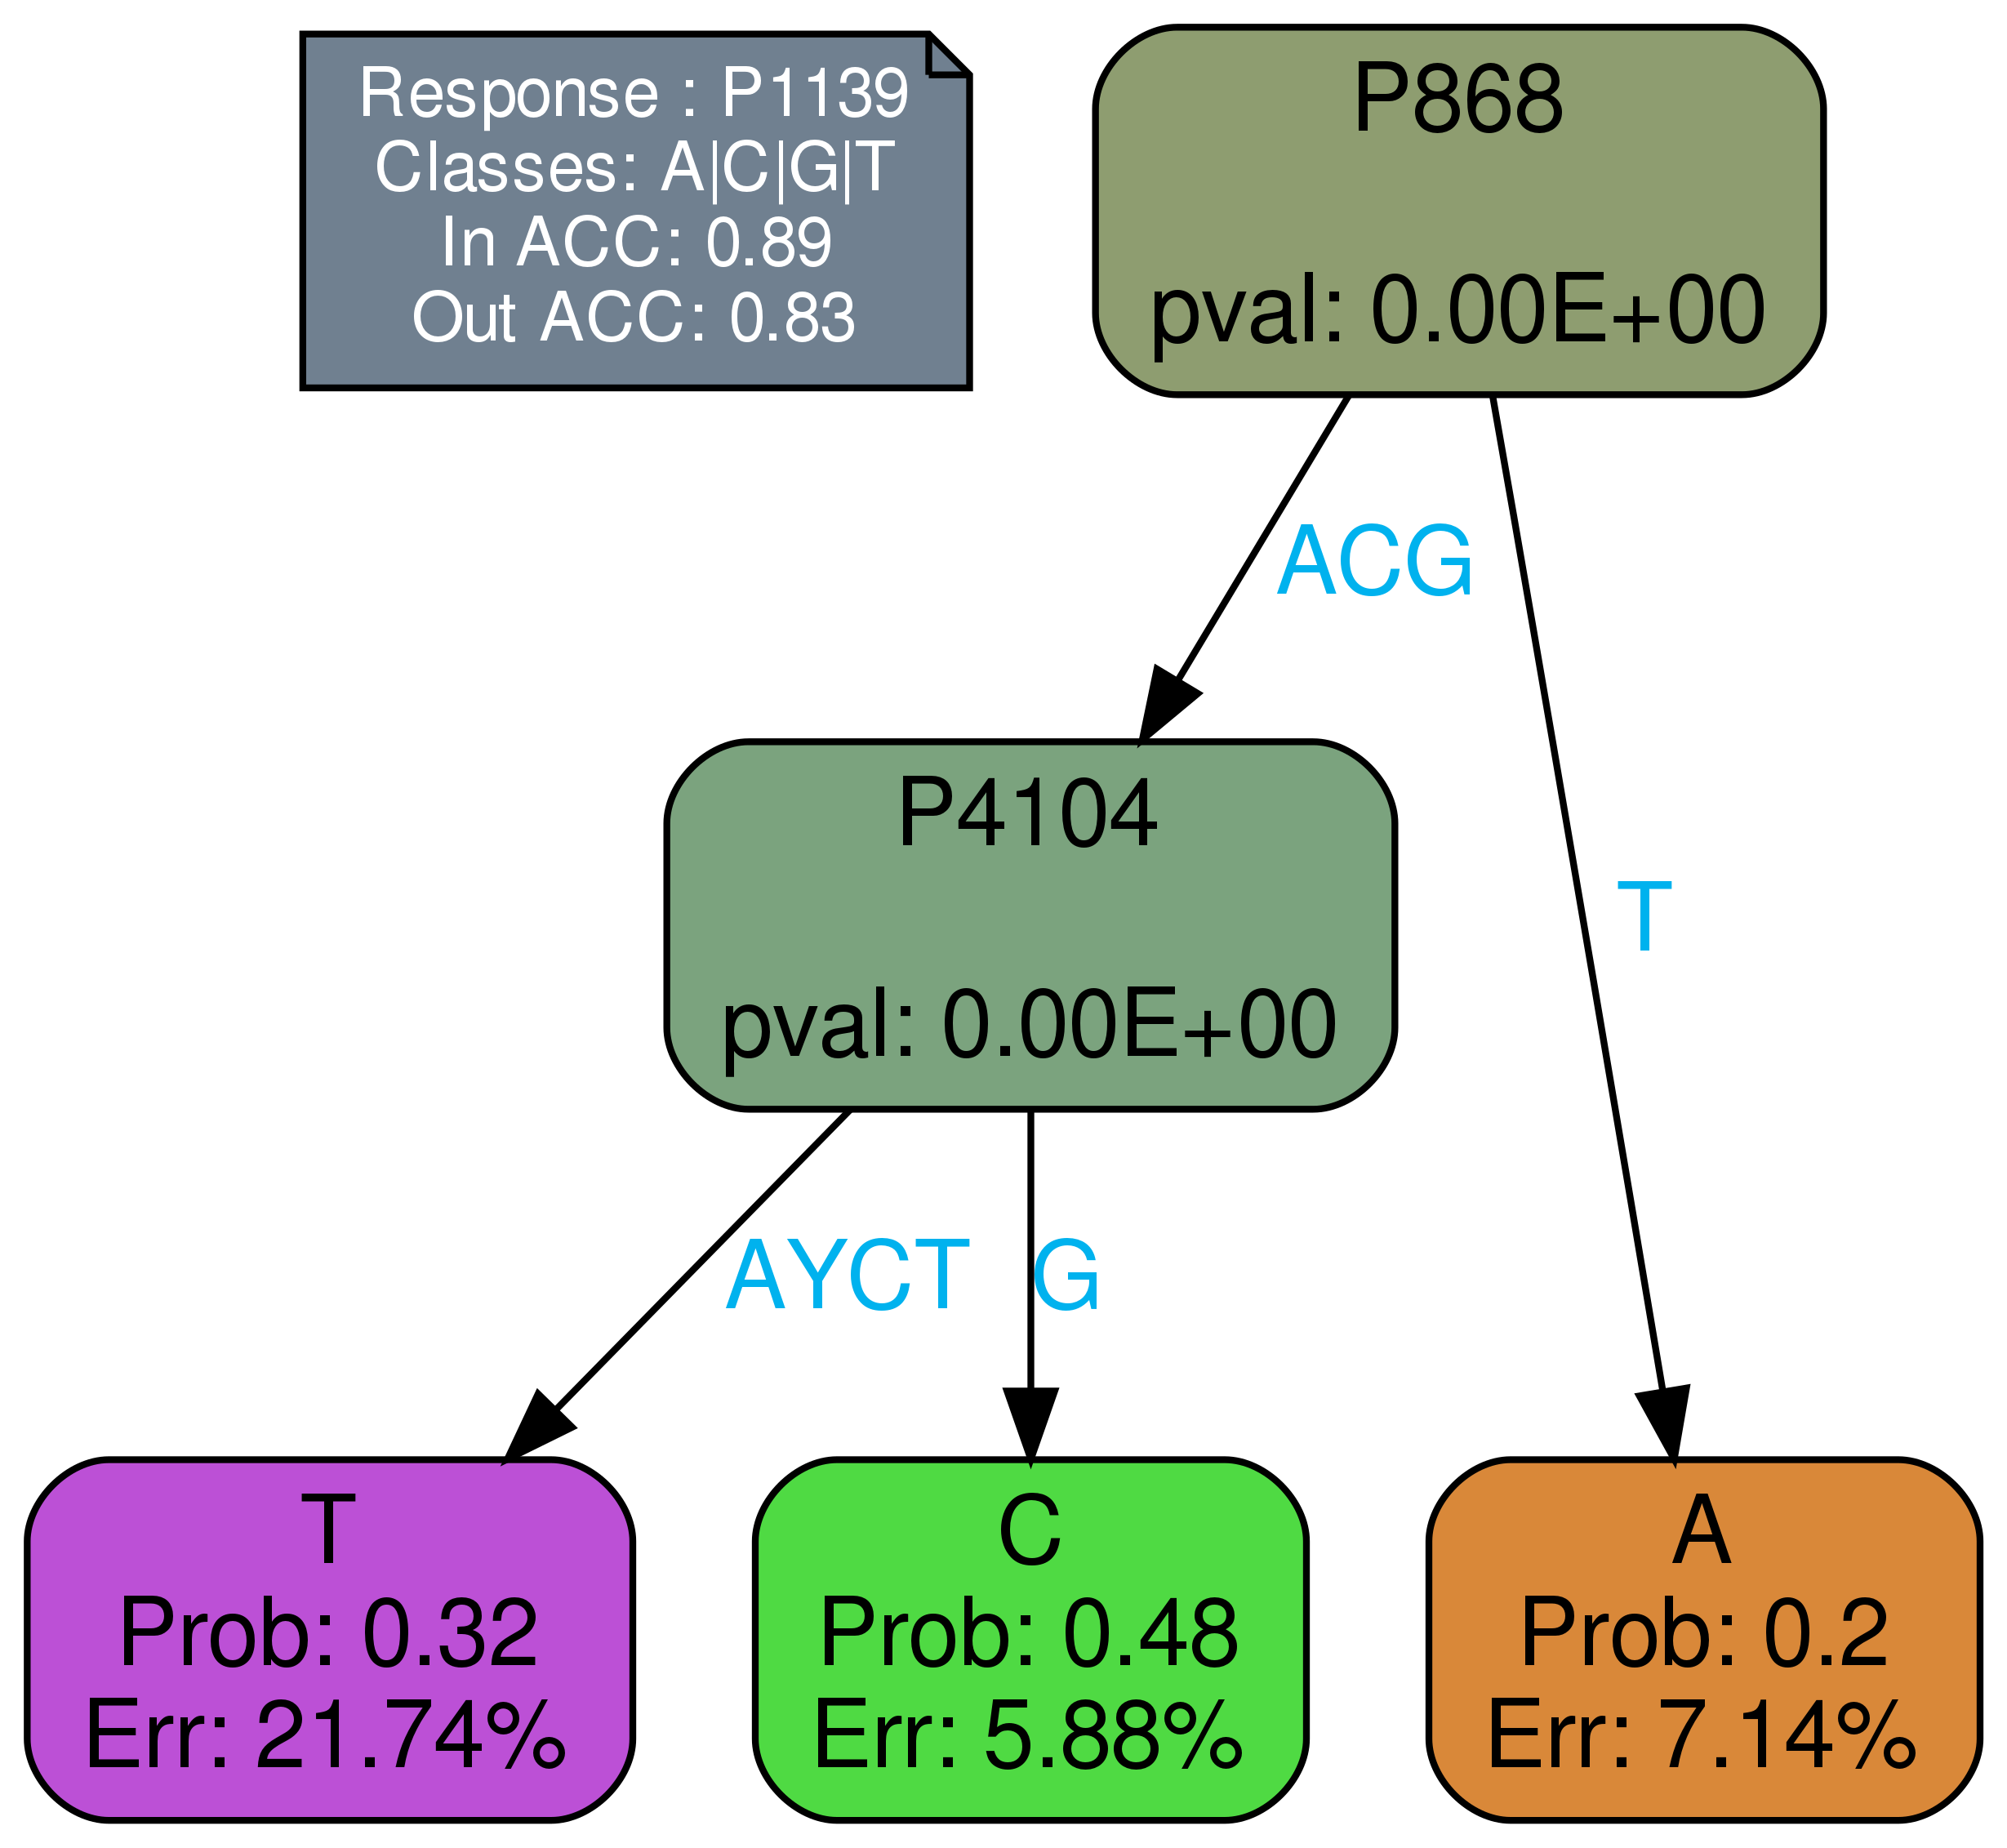 Response : P1139
Classes: A|C|G|T
In ACC: 0.89
Out ACC: 0.83
P868
pval: 0.00E+00
ACG
P4104
pval: 0.00E+00
T
AYCT
G
T
Prob: 0.32
Err: 21.74%
C
Prob: 0.48
Err: 5.88%
A
Prob: 0.2
Err: 7.14%